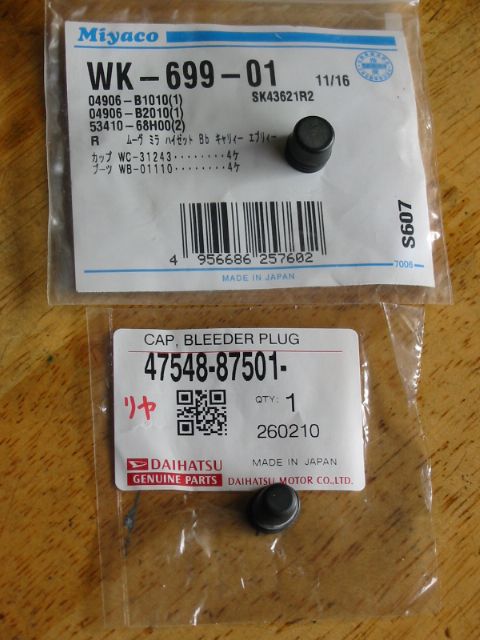 Miyaco
WK-699-01 11/16
04906-B1010(1) SK43621R2
04906-B2010(1)
53410-68H00(2)
R ムーヴ ミラ ハイゼット Bb キャリィー エブリィー
カップ WC-31243........4ケ
ブーツ WB-01110........4ケ
S607
4 956686 257602
MADE IN JAPAN
7006
CAP, BLEEDER PLUG
47548-87501-
リヤ
QTY: 1
260210
DAIHATSU MADE IN JAPAN
GENUINE PARTS DAIHATSU MOTOR CO.,LTD.